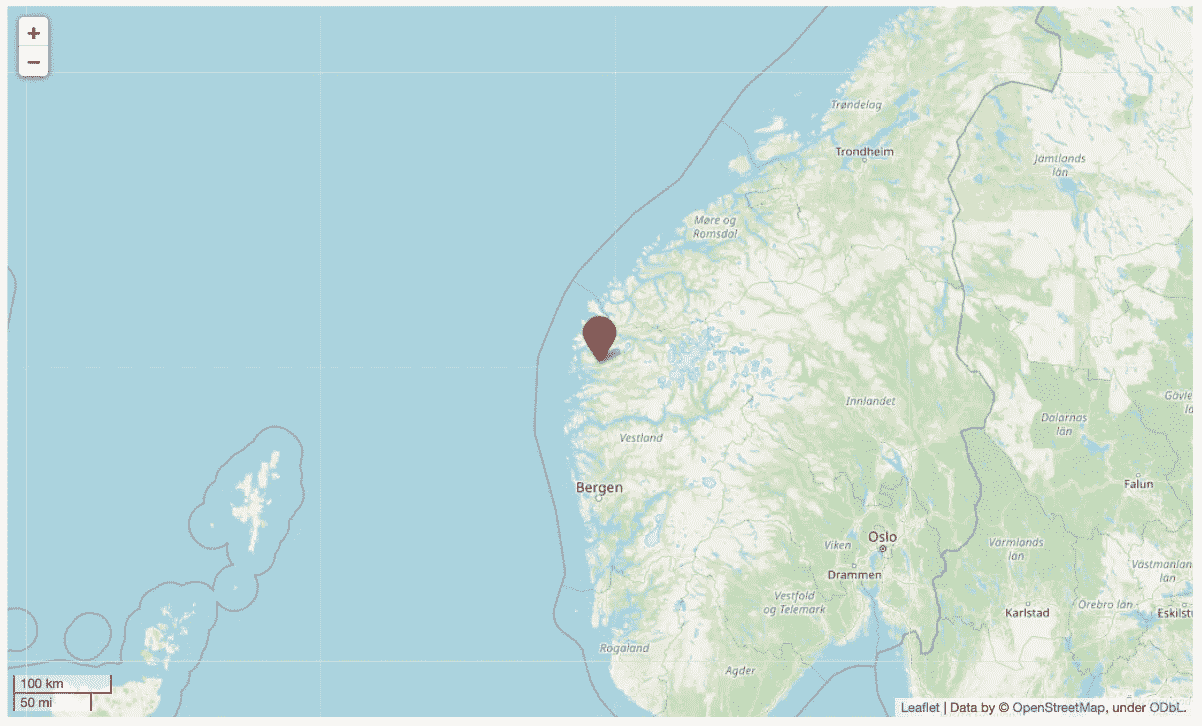 +
−
Trøndelag
Trondheim
Jämtlands
län
Møre og
Romsdal
Innlandet
Gävle
Dalarnas
län
Vestland
Falun
Bergen
Oslo
Viken
Värmlands
län
Drammen
Västmanlan
län
Vestfold
og Telemark
Örebro län
Karlstad
Eskilstu
Rogaland
Agder
100 km
50 mi
Leaflet | Data by © OpenStreetMap, under ODbL.